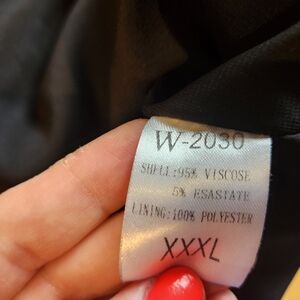 W-2030
SHELL:95% VISCOSE
5% ESASTATE
LINING:100% POLYESTER
XXXL